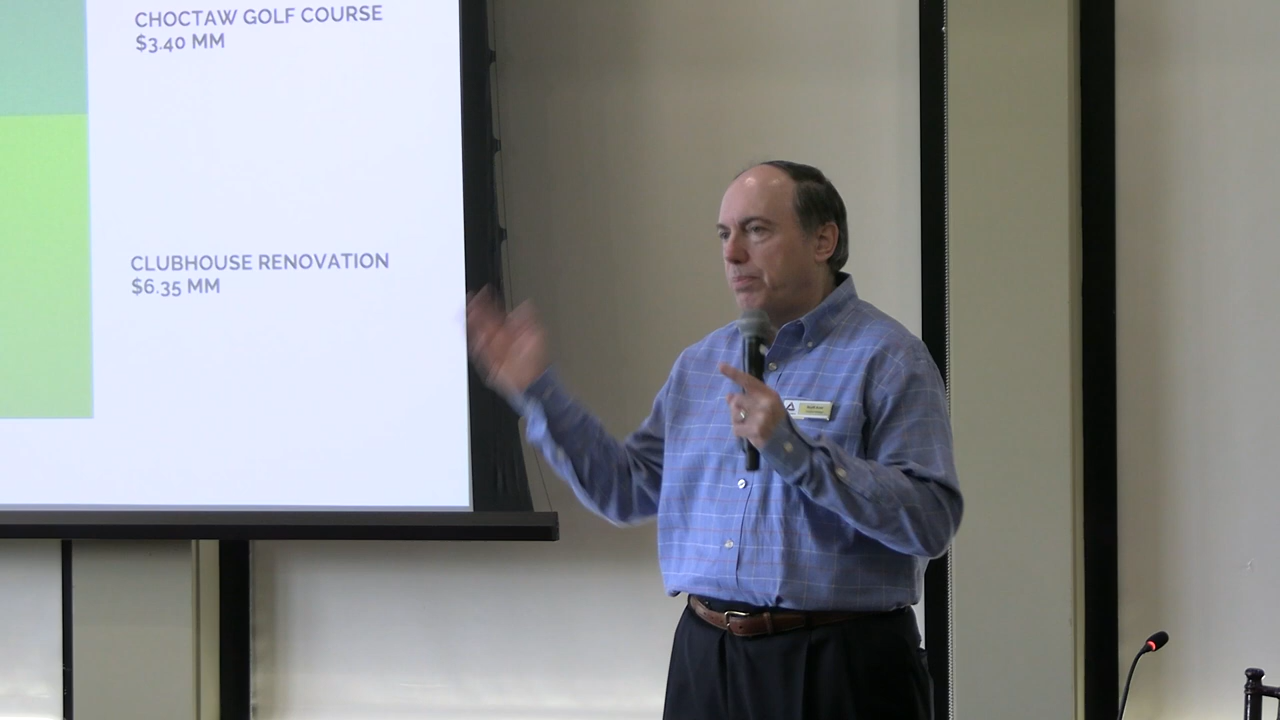 CHOCTAW GOLF COURSE
$3.40 MM
CLUBHOUSE RENOVATION
$6.35 MM